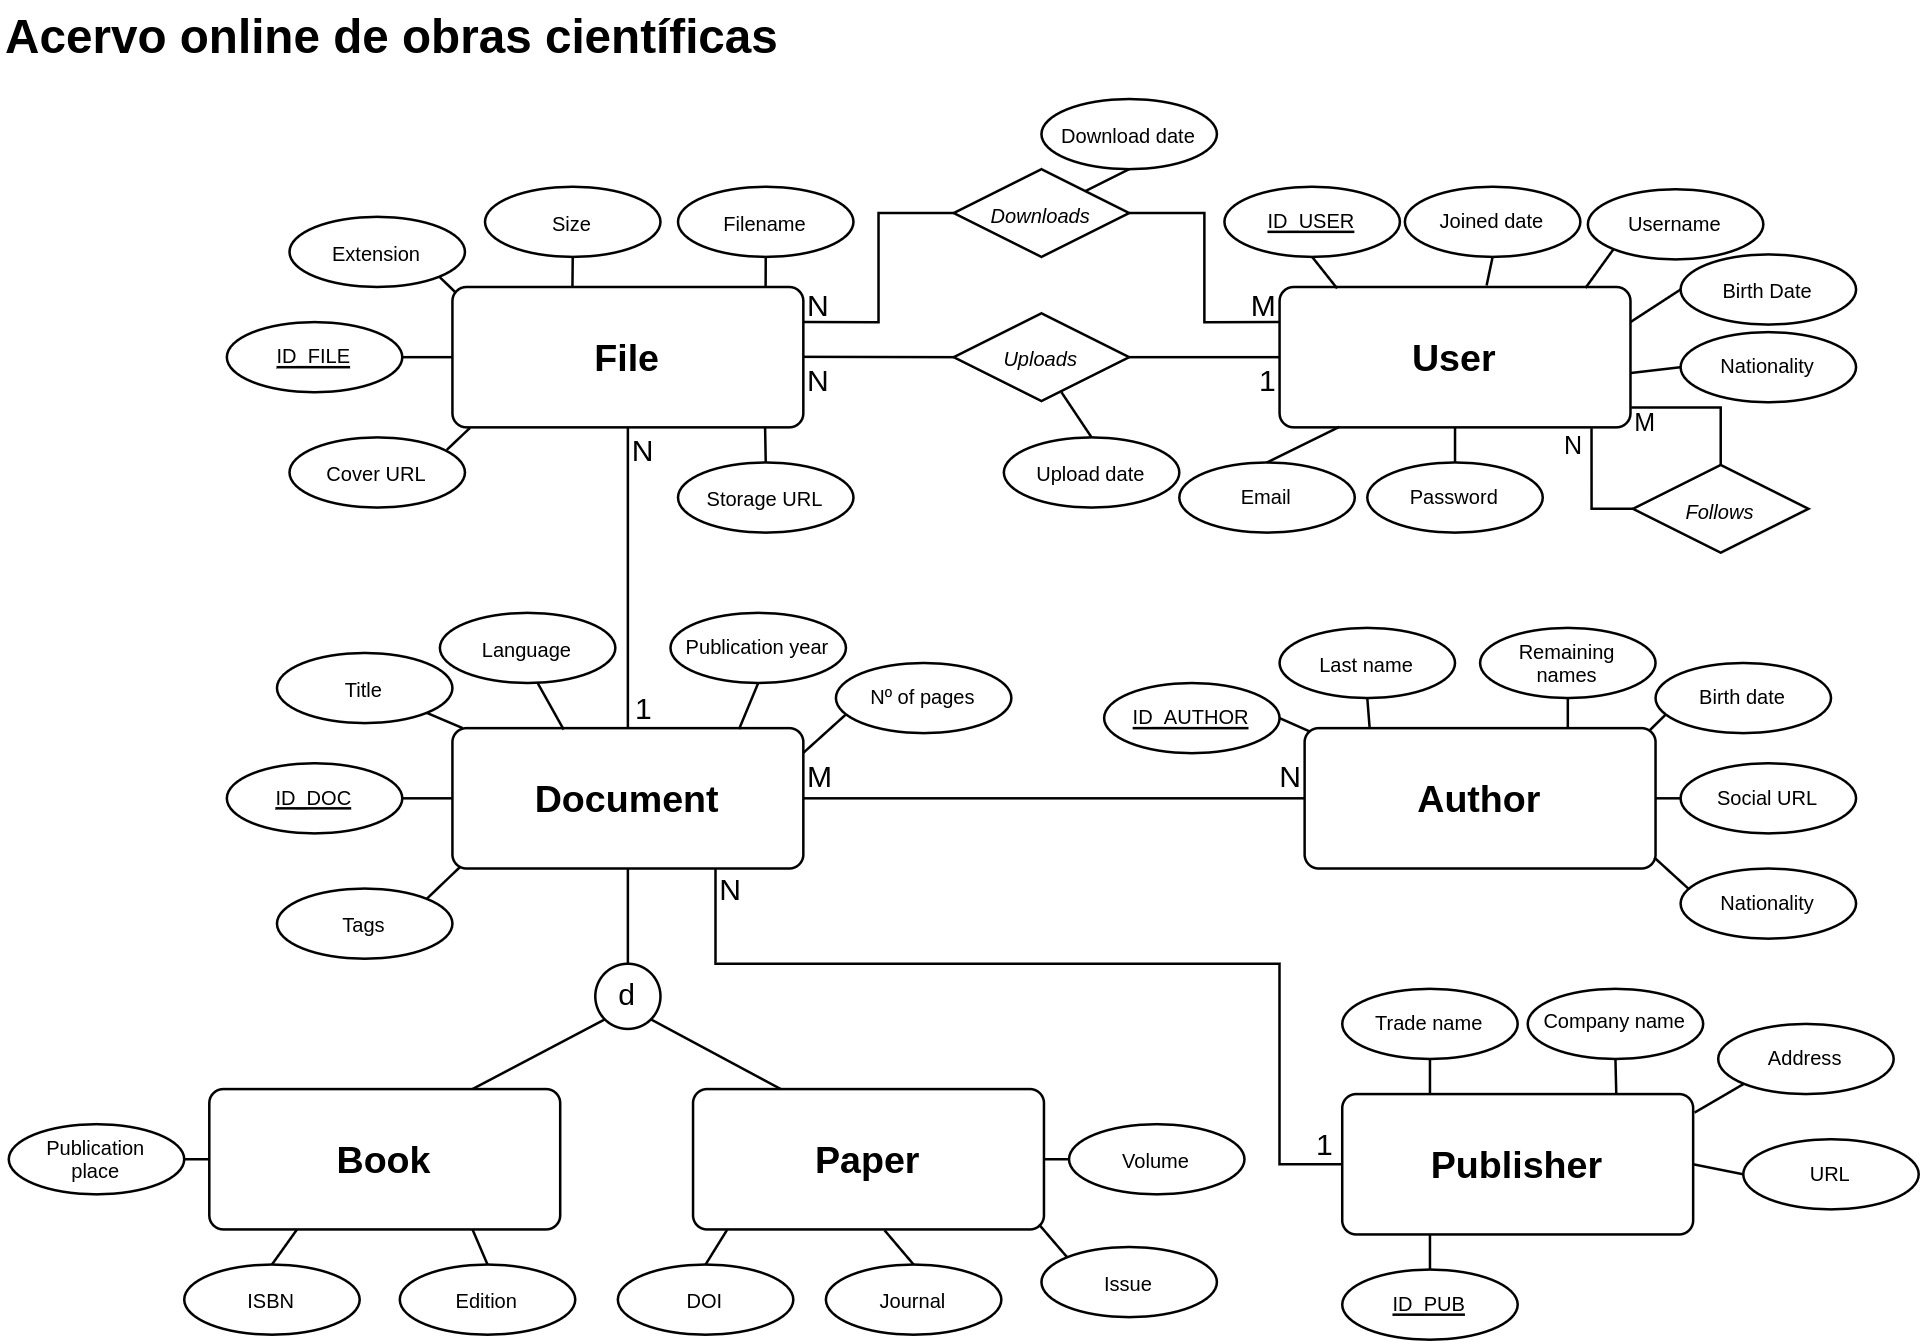 Acervo online de obras científicas
Download date
Downloads
Size
Filename
ID_USER
Joined date
Username
Extension
Birth Date
N
M
ID_FILE
File
Uploads
User
Nationality
N
1
M
N
Cover URL
N
Storage URL
Upload date
Email
Password
Follows
Language
Publication year
Last name
Remaining
names
Title
Nº of pages
Birth date
1
ID_AUTHOR
M
N
ID_DOC
Document
Author
Social URL
N
Tags
Nationality
d
Trade name
Company name
Address
Publication
place
Book
Paper
Volume
1
Publisher
URL
ISBN
Edition
DOI
Journal
Issue
ID_PUB